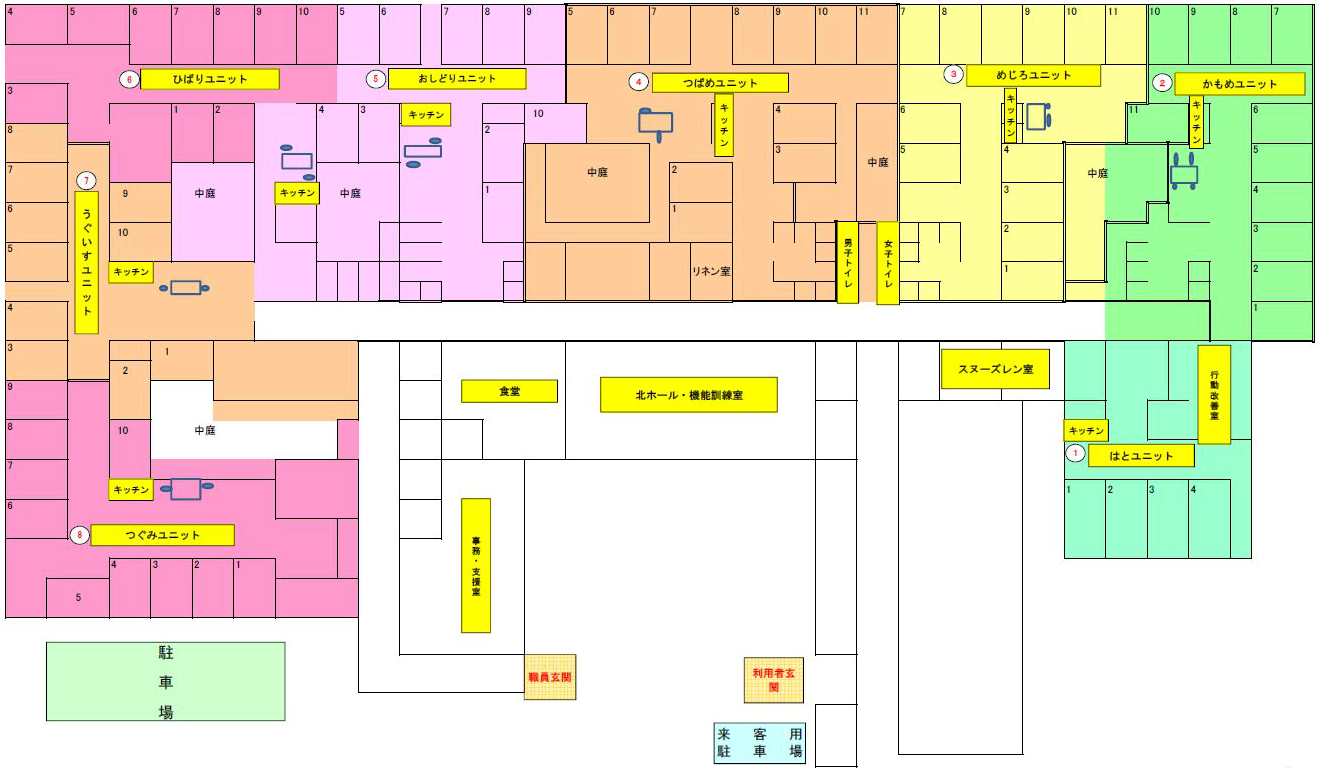 4 5 6 7 8 9 10 5 6 7 8 9 5 6 7 8 9 10 11 7 8 9 10 11 10 9 8 7
⑥ ひばりユニット ⑤ おしどりユニット ④ つばめユニット ③ めじろユニット ② かもめユニット
3 1 2 4 3 キッチン 10 キッチン 4 6 キッチン 11 キッチン 6
8 2 3 5 4 5
7 ⑦ 9 中庭 キッチン 中庭 1 中庭 2 中庭 3 中庭 4
6 うぐいすユニット 10 1 2 3
5 キッチン リネン室 男子トイレ 女子トイレ 1 2
4 1
3 2 1
9 食堂 北ホール・機能訓練室 スヌーズレン室 行動改善室
8 10 中庭 キッチン
7 ① はとユニット
6 キッチン 1 2 3 4
⑧ つぐみユニット 事務・支援室
4 3 2 1
5
駐車場
職員玄関 利用者玄
関
来客用
駐車場